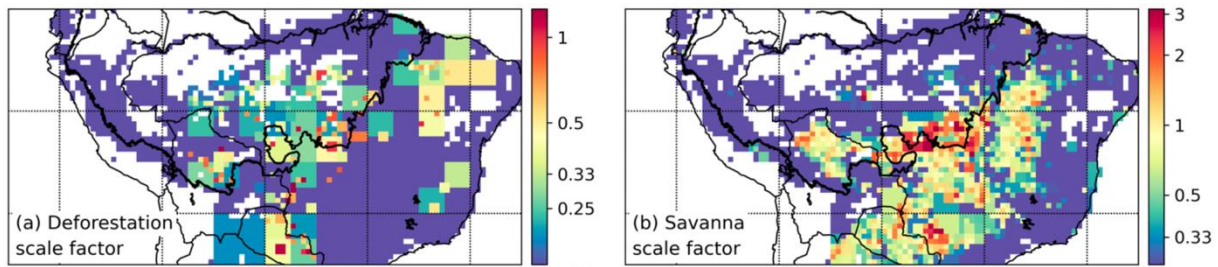 (a) Deforestation
scale factor
1
0.5
0.33
0.25
(b) Savanna
scale factor
3
2
1
0.5
0.33